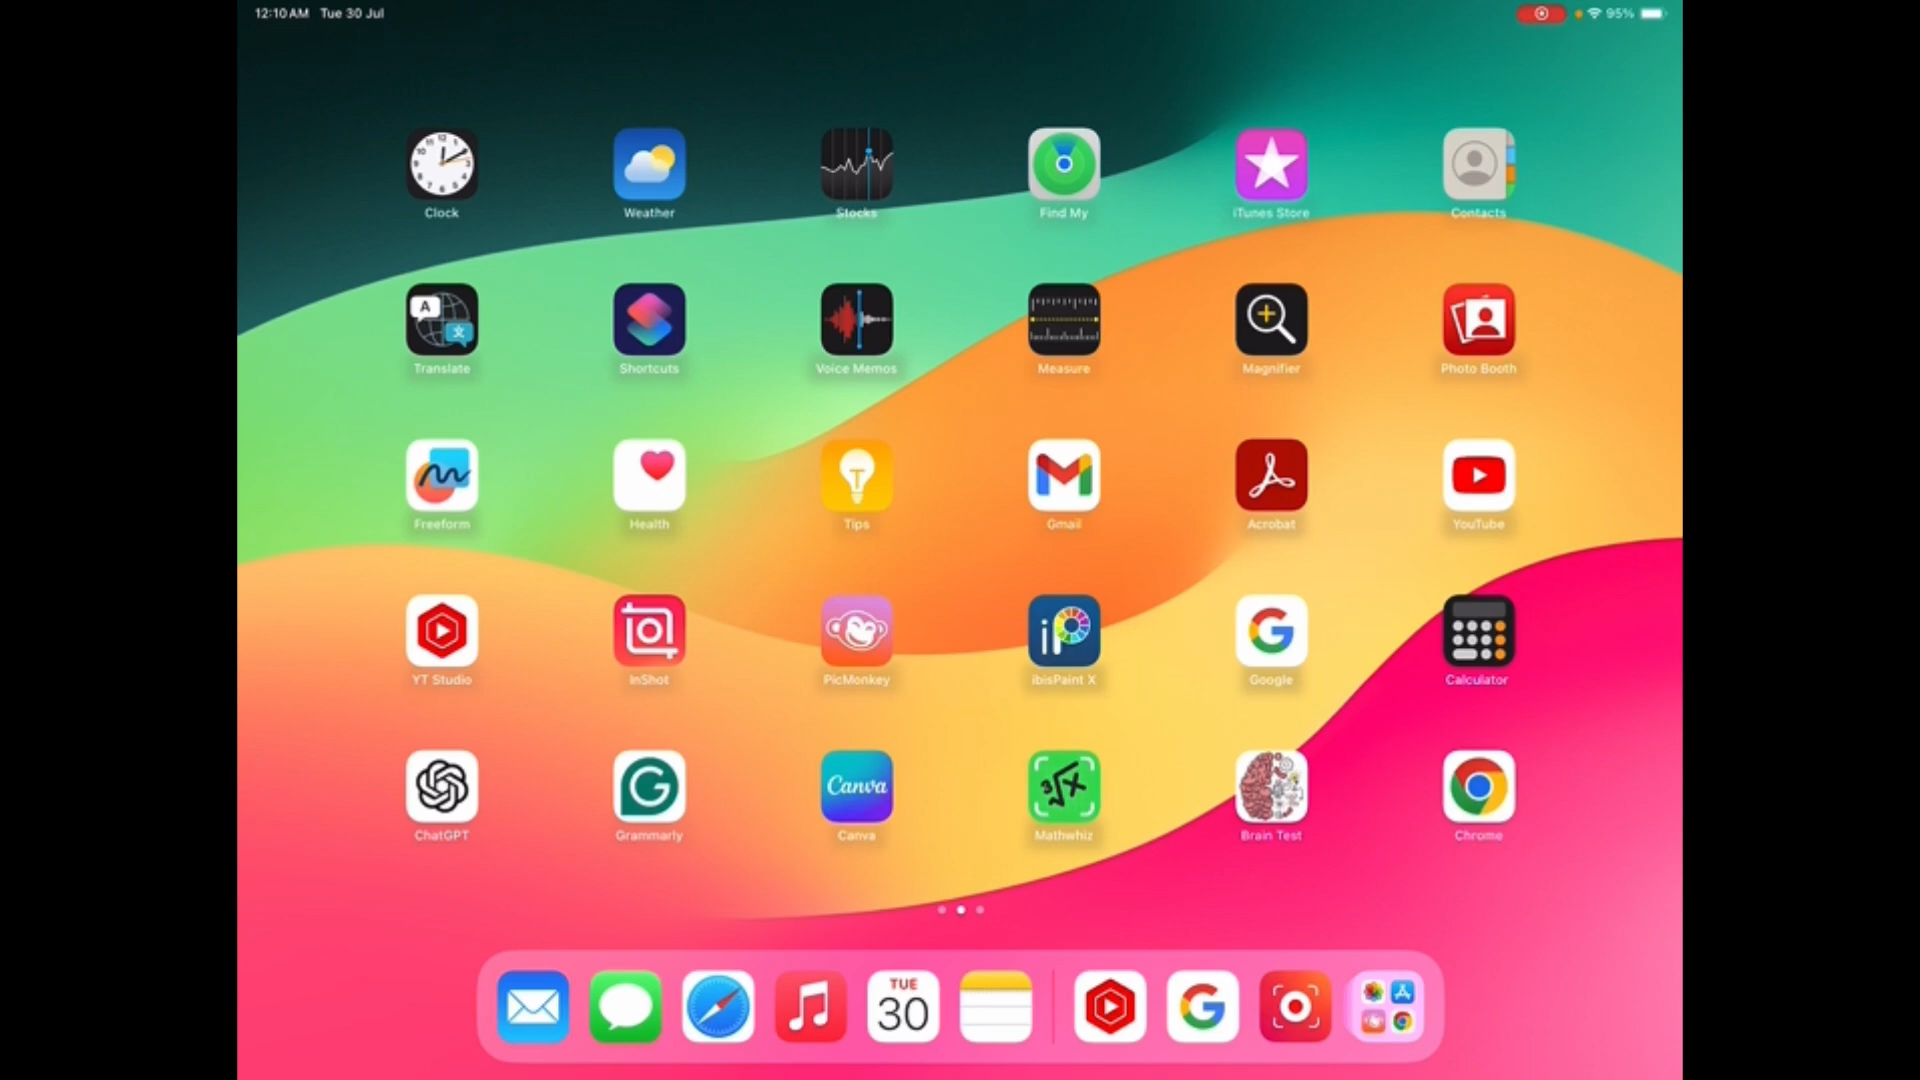 12:10 AM Tue 30 Jul
95%
Clock Weather Stocks Find My iTunes Store Contacts
Translate Shortcuts Voice Memos Measure Magnifier Photo Booth
Freeform Health Tips Gmail Acrobat YouTube
YT Studio InShot PicMonkey ibisPaint X Google Calculator
Canva
ChatGPT Grammarly Canva Mathwhiz Brain Test Chrome
TUE
30